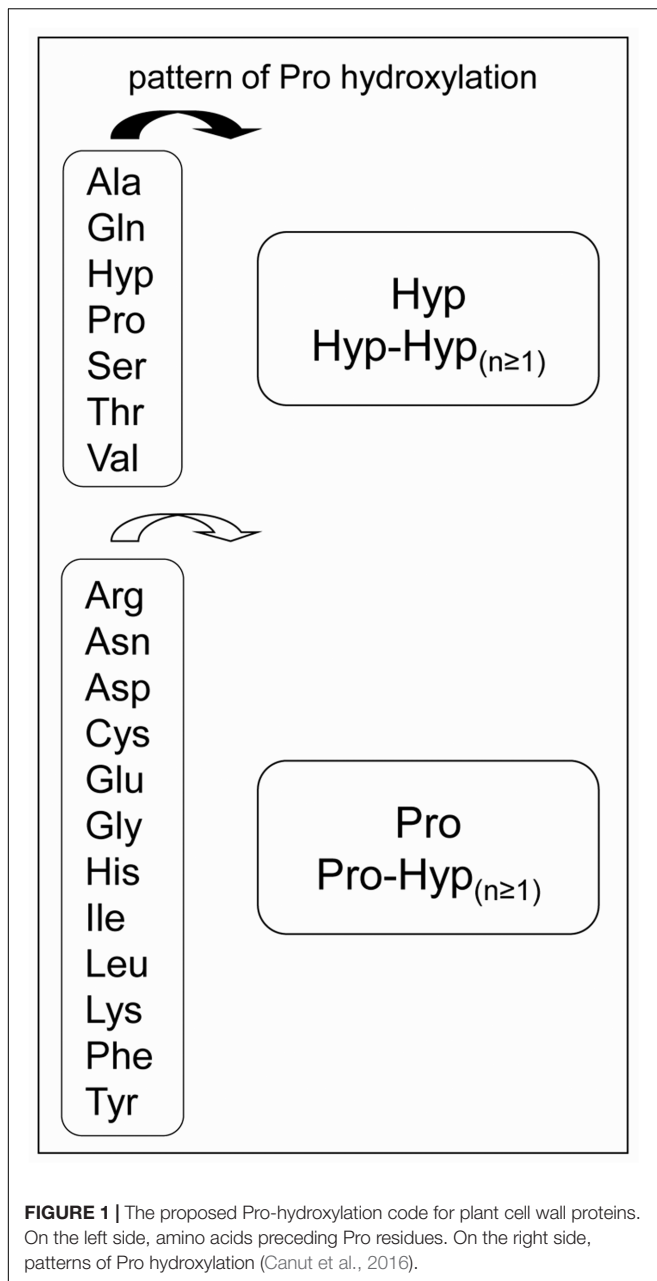 pattern of Pro hydroxylation
Ala
Gln
Hyp
Pro
Ser
Thr
Val
Hyp
Hyp-Hyp(n≥1)
Arg
Asn
Asp
Cys
Glu
Gly
His
Ile
Leu
Lys
Phe
Tyr
Pro
Pro-Hyp(n≥1)
FIGURE 1 | The proposed Pro-hydroxylation code for plant cell wall proteins.
On the left side, amino acids preceding Pro residues. On the right side,
patterns of Pro hydroxylation (Canut et al., 2016).